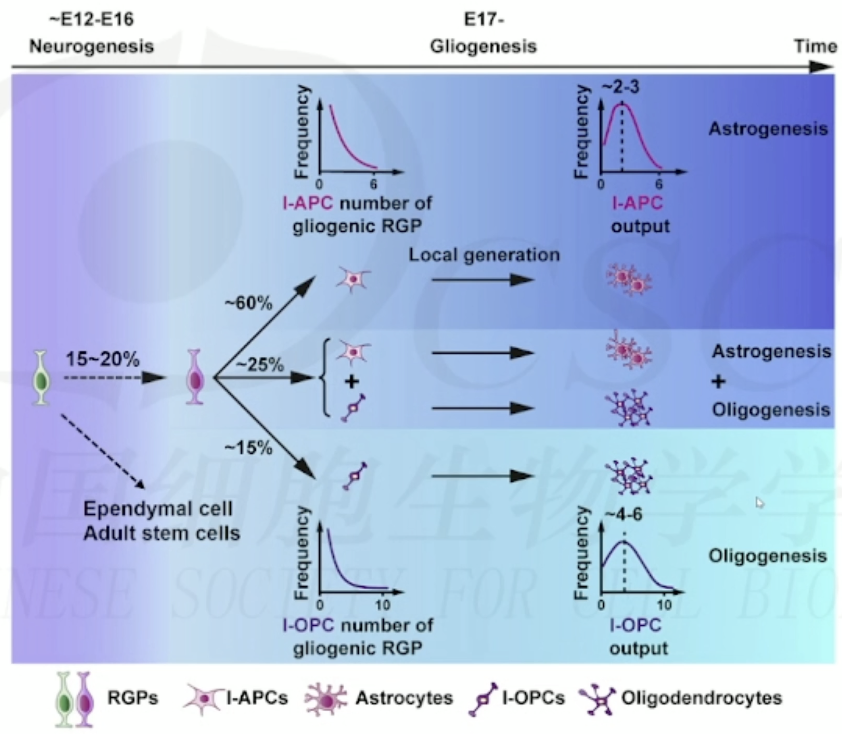 ~E12-E16
Neurogenesis
E17-
Gliogenesis
Time
Frequency
0
6
I-APC number of
gliogenic RGP
~2-3
Frequency
0
6
I-APC
output
Astrogenesis
Local generation
~60%
15~20%
~25%
+
Astrogenesis
+
Oligogenesis
~15%
Ependymal cell
Adult stem cells
Frequency
0
10
I-OPC number of
gliogenic RGP
~4-6
Frequency
0
10
I-OPC
output
Oligogenesis
国细胞生物学学
NESE SOCIETY FOR CELL BIO
CSC
RGPs
I-APCs
Astrocytes
I-OPCs
Oligodendrocytes